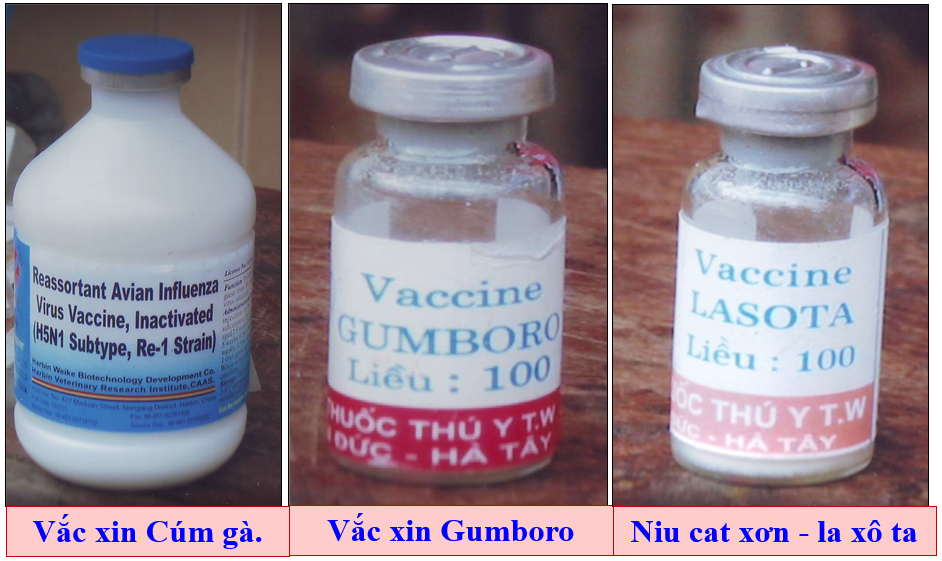 Reassortant Avian Influenza
Virus Vaccine, Inactivated
(H5N1 Subtype, Re-1 Strain)
Harbin Weike Biotechnology Development Co.
Harbin Veterinary Research Institute,CAAS.
Vaccine
GUMBORO
Liều : 100
THUỐC THÚ Y T.W
ĐỨC - HÀ TÂY
Vaccine
LASOTA
Liều : 100
ỐC THÚ Y T.W
ĐỨC - HÀ TÂY
Vắc xin Cúm gà.
Vắc xin Gumboro
Niu cat xơn - la xô ta